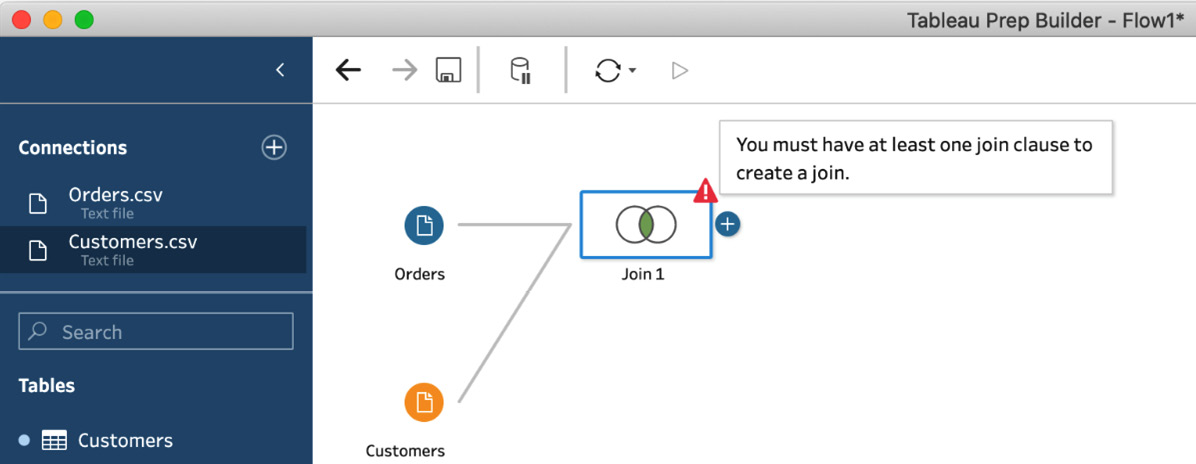 Tableau Prep Builder - Flow1*
Connections
Orders.csv
Text file
Customers.csv
Text file
Search
Tables
Customers
You must have at least one join clause to
create a join.
Orders
Join 1
Customers